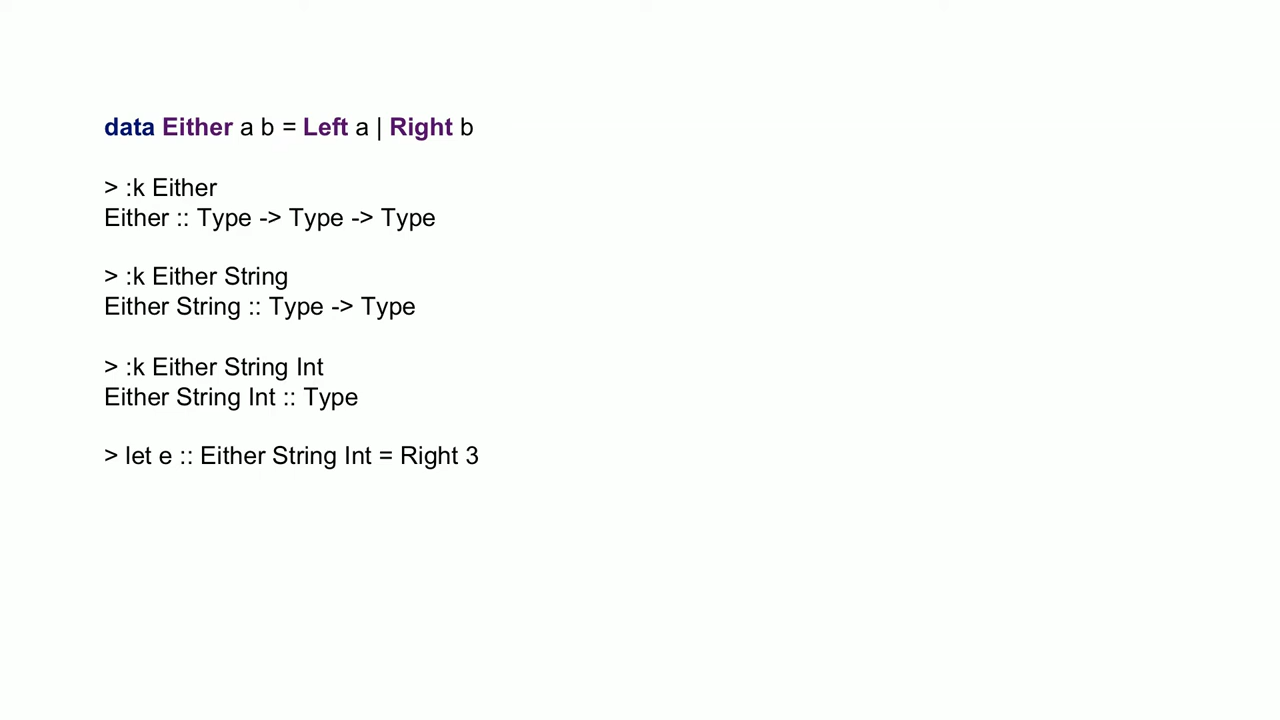 data Either a b = Left a | Right b
> :k Either
Either :: Type -> Type -> Type
> :k Either String
Either String :: Type -> Type
> :k Either String Int
Either String Int :: Type
> let e :: Either String Int = Right 3